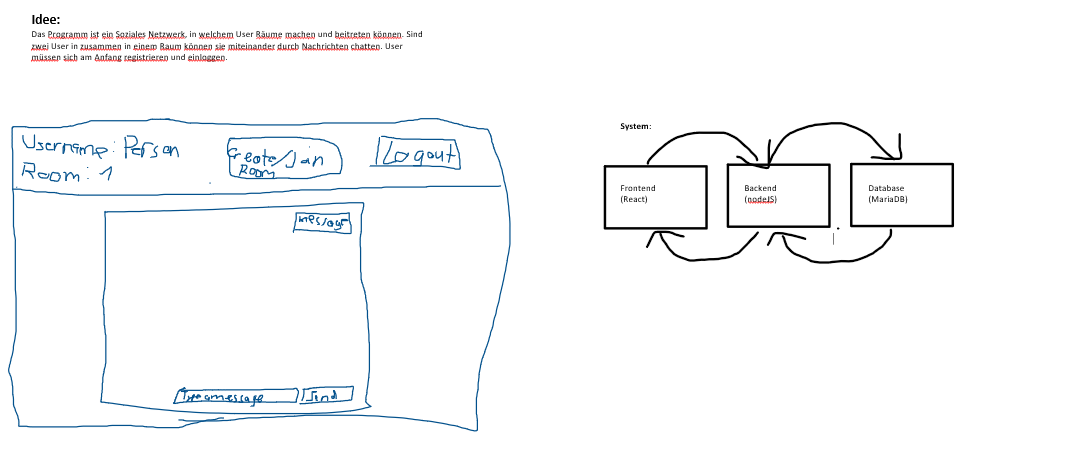 Idee:
Das Programm ist ein Soziales Netzwerk, in welchem User Räume machen und beitreten können. Sind
zwei User in zusammen in einem Raum können sie miteinander durch Nachrichten chatten. User
müssen sich am Anfang registrieren und einloggen.
Username: Person
Room: 1
Create/Join
Room
Logout
message
Type a message
Send
System:
Frontend
(React)
Backend
(nodeJS)
Database
(MariaDB)